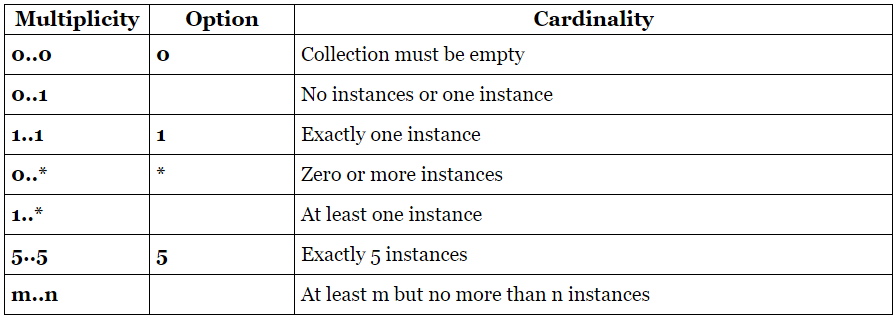 Multiplicity Option Cardinality
0..0 0 Collection must be empty
0..1 No instances or one instance
1..1 1 Exactly one instance
0..* * Zero or more instances
1..* At least one instance
5..5 5 Exactly 5 instances
m..n At least m but no more than n instances